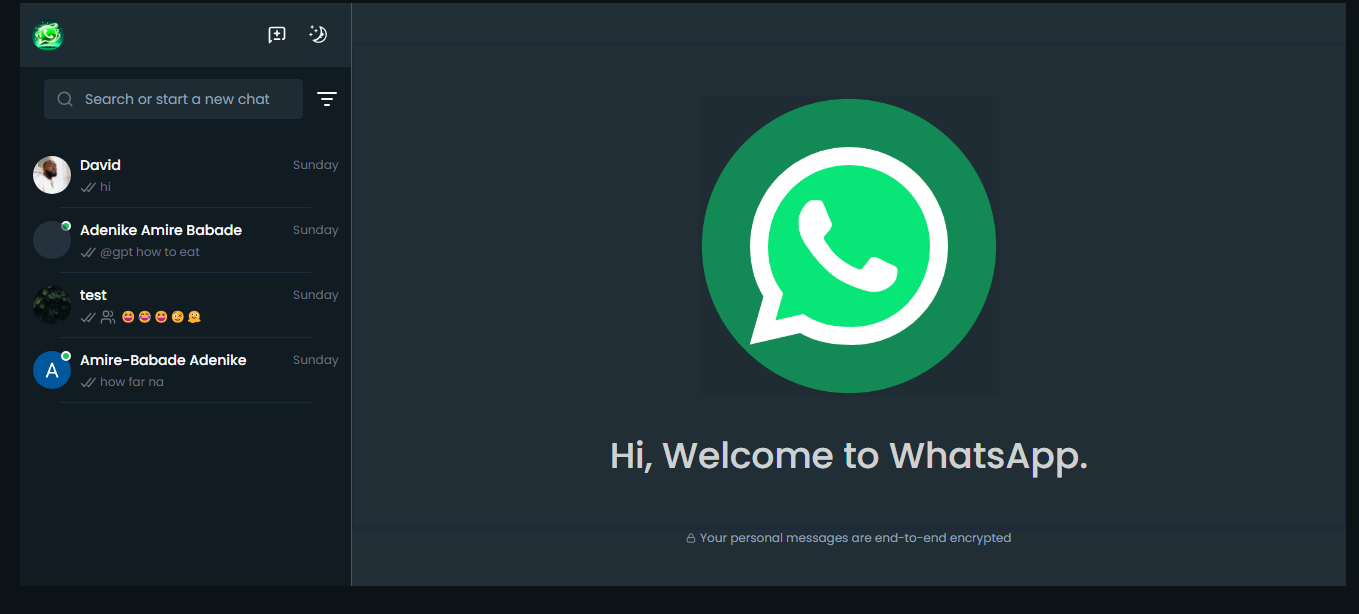 Search or start a new chat
David
Sunday
hi
Adenike Amire Babade
Sunday
@gpt how to eat
test
Sunday
A
Amire-Babade Adenike
Sunday
how far na
Hi, Welcome to WhatsApp.
Your personal messages are end-to-end encrypted